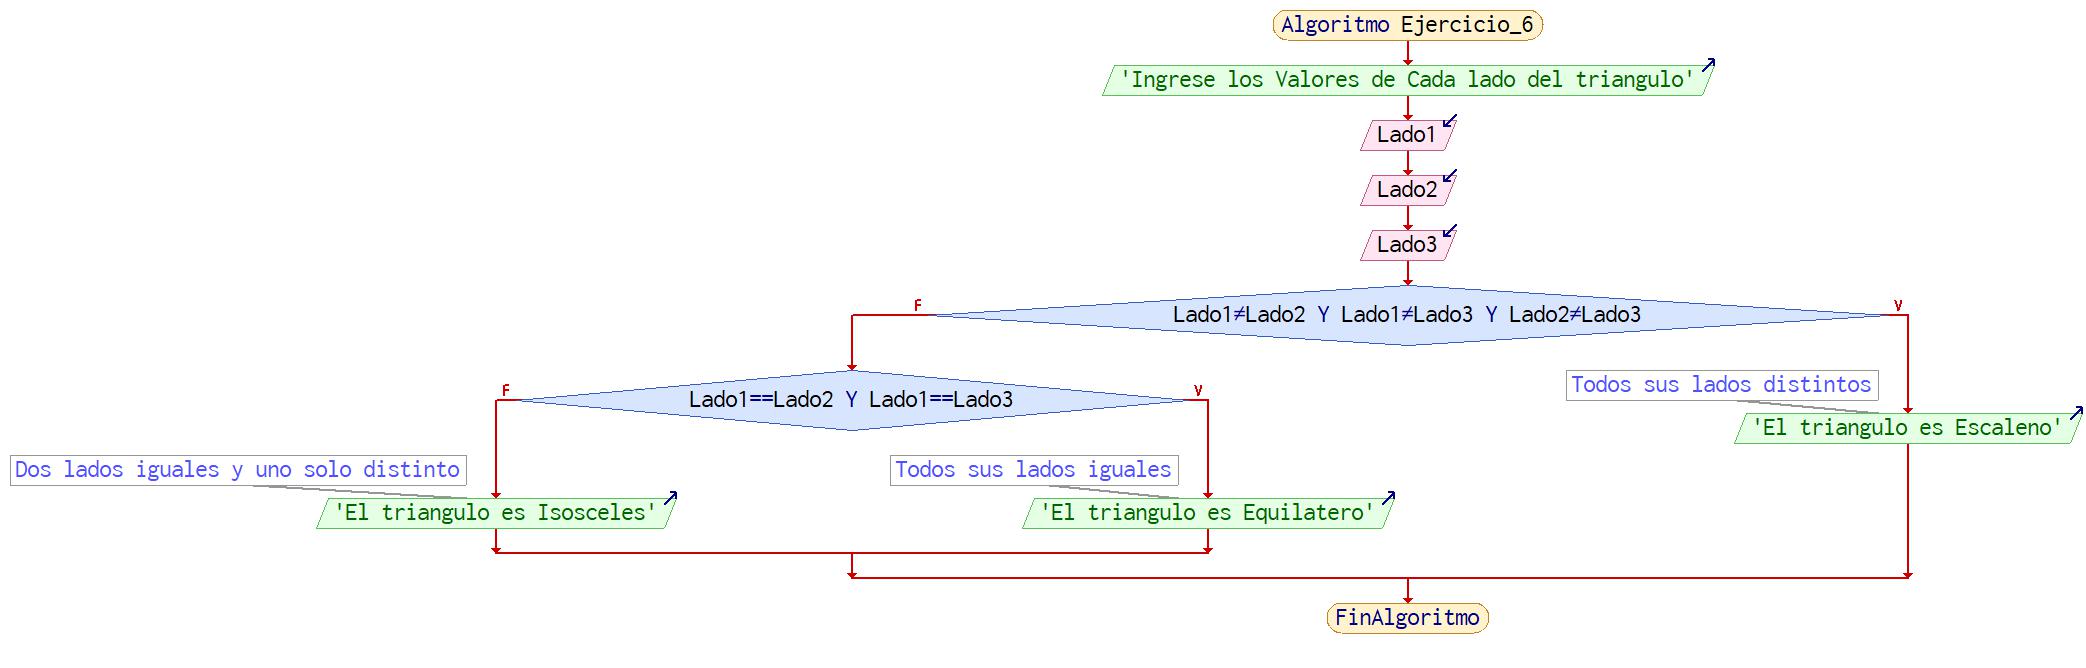 Algoritmo Ejercicio_6
'Ingrese los Valores de Cada lado del triangulo'
Lado1
Lado2
Lado3
F
Lado1≠Lado2 Y Lado1≠Lado3 Y Lado2≠Lado3
V
F
Lado1==Lado2 Y Lado1==Lado3
V
Todos sus lados distintos
'El triangulo es Escaleno'
Dos lados iguales y uno solo distinto
Todos sus lados iguales
'El triangulo es Isosceles'
'El triangulo es Equilatero'
FinAlgoritmo